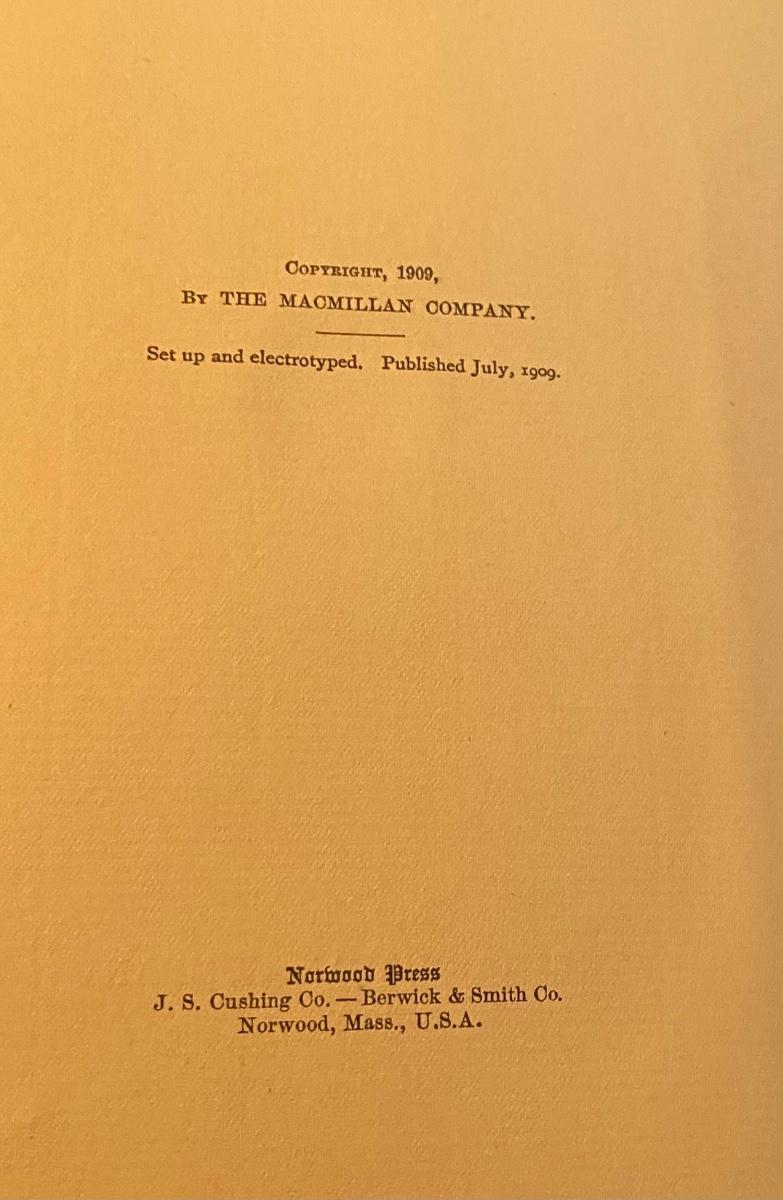 Copyright, 1909,
By THE MACMILLAN COMPANY.
Set up and electrotyped. Published July, 1909.
Norwood Press
J. S. Cushing Co. — Berwick & Smith Co.
Norwood, Mass., U.S.A.